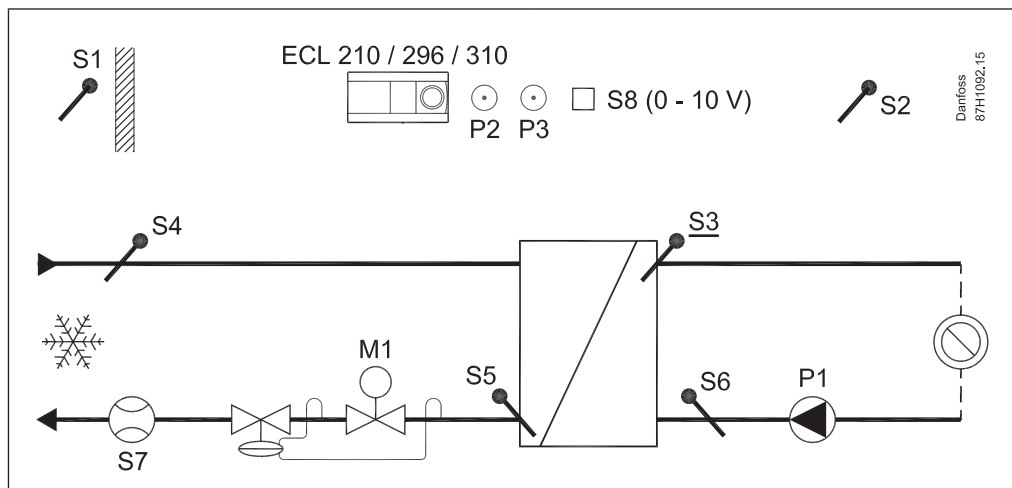 S1
ECL 210 / 296 / 310
P2
P3
S8 (0 - 10 V)
S2
Danfoss
87H1092.15
S4
S3
M1
S5
S6
P1
S7